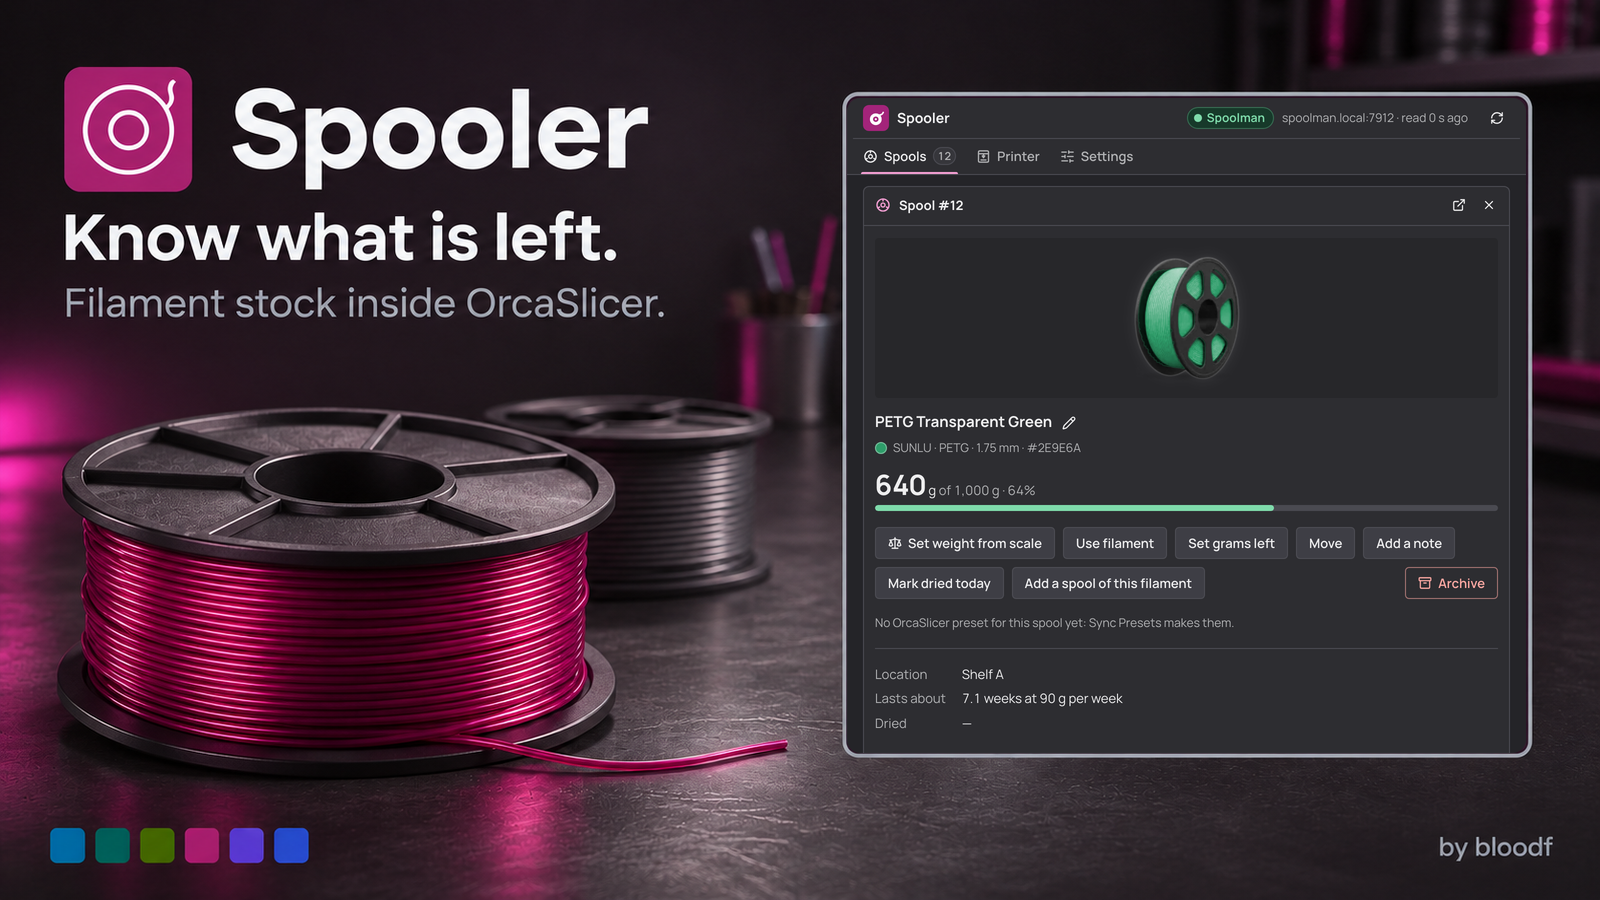 Spooler
Know what is left.
Filament stock inside OrcaSlicer.
Spooler
Spoolman
spoolman.local:7912 · read 0 s ago
Spools 12
Printer
Settings
Spool #12
PETG Transparent Green
SUNLU · PETG · 1.75 mm · #2E9E6A
640 g of 1,000 g · 64%
Set weight from scale
Use filament
Set grams left
Move
Add a note
Mark dried today
Add a spool of this filament
Archive
No OrcaSlicer preset for this spool yet: Sync Presets makes them.
Location Shelf A
Lasts about 7.1 weeks at 90 g per week
Dried —
by bloodf